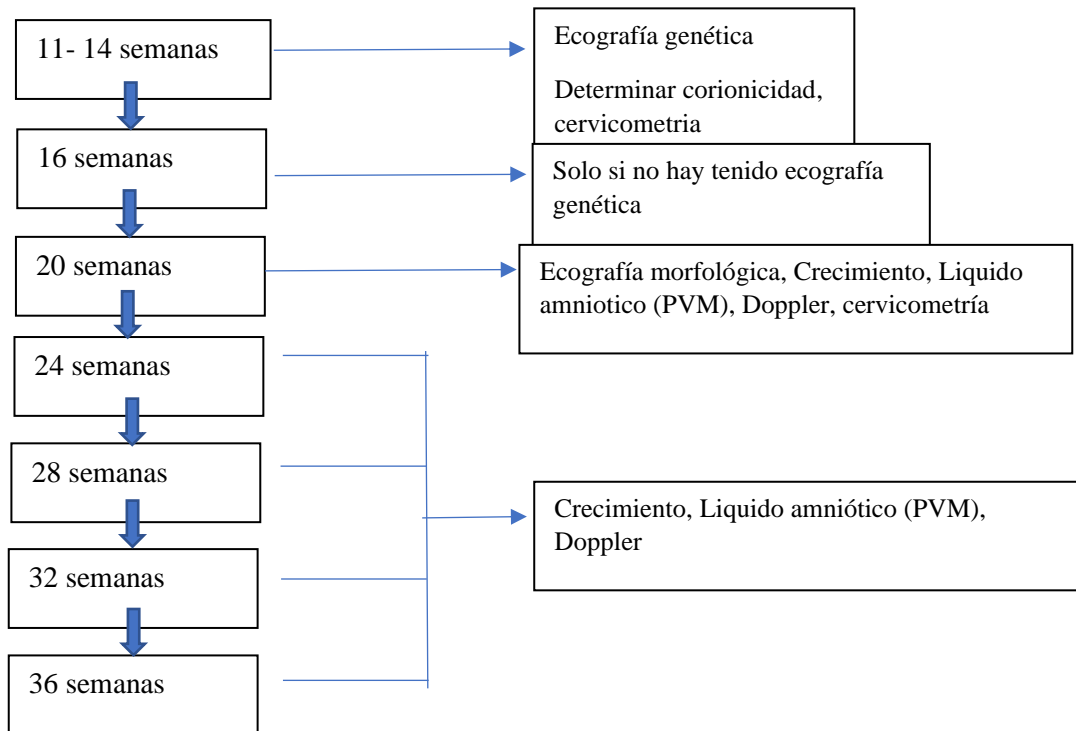 11- 14 semanas
Ecografía genética
Determinar corionicidad,
cervicometria
16 semanas
Solo si no hay tenido ecografía
genética
20 semanas
Ecografía morfológica, Crecimiento, Liquido
amniotico (PVM), Doppler, cervicometría
24 semanas
28 semanas
Crecimiento, Liquido amniótico (PVM),
Doppler
32 semanas
36 semanas